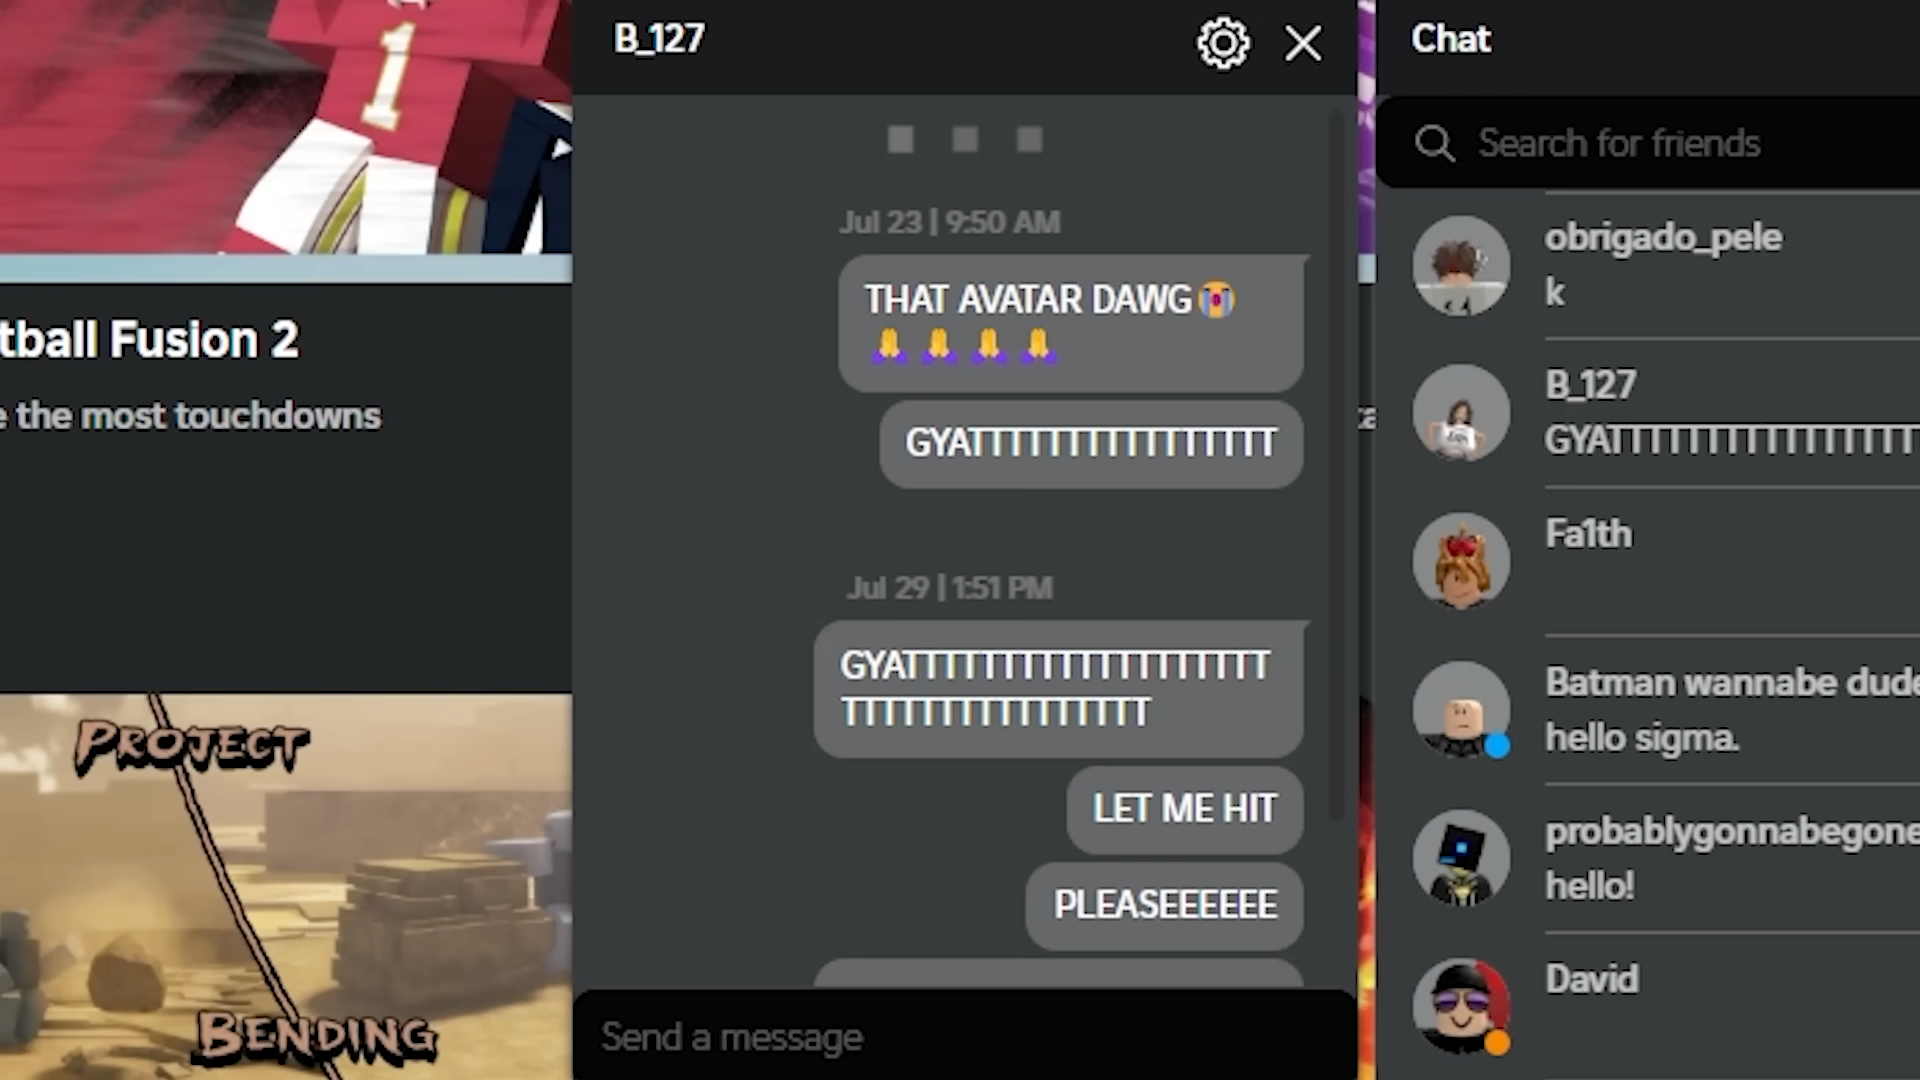 1
tball Fusion 2
e the most touchdowns
PROJECT
BENDING
B_127
Jul 23 | 9:50 AM
THAT AVATAR DAWG😭
🙏🙏🙏🙏
GYATTTTTTTTTTTTTTTT
Jul 29 | 1:51 PM
GYATTTTTTTTTTTTTTTTTTTT
TTTTTTTTTTTTTTTTT
LET ME HIT
PLEASEEEEEE
Send a message
Chat
Search for friends
obrigado_pele
k
B_127
GYATTTTTTTTTTTTTTTT
Fa1th
Batman wannabe dude
hello sigma.
probablygonnabegone
hello!
David